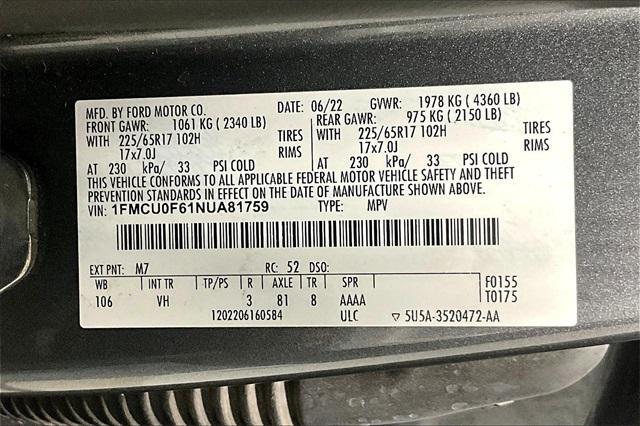 MFD. BY FORD MOTOR CO. DATE: 06/22 GVWR: 1978 KG ( 4360 LB)
FRONT GAWR: 1061 KG ( 2340 LB) REAR GAWR: 975 KG ( 2150 LB)
WITH 225/65R17 102H TIRES WITH 225/65R17 102H TIRES
17x7.0J RIMS 17x7.0J RIMS
AT 230 kPa/ 33 PSI COLD AT 230 kPa/ 33 PSI COLD
THIS VEHICLE CONFORMS TO ALL APPLICABLE FEDERAL MOTOR VEHICLE SAFETY AND THEFT
PREVENTION STANDARDS IN EFFECT ON THE DATE OF MANUFACTURE SHOWN ABOVE.
VIN: 1FMCU0F61NUA81759 TYPE: MPV
EXT PNT: M7 RC: 52 DSO:
WB INT TR TP/PS R AXLE TR SPR F0155
106 VH 3 81 8 AAAA T0175
1202206160584 ULC ▽ 5U5A-3520472-AA